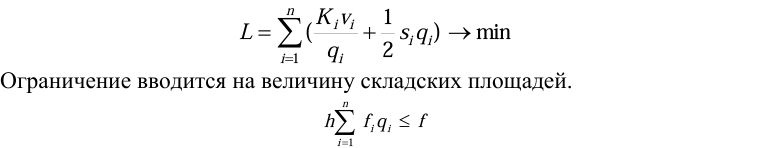 L = ∑_{i=1}^{n} ( K_i v_i / q_i + 1/2 s_i q_i ) → min
Ограничение вводится на величину складских площадей.
h ∑_{i=1}^{n} f_i q_i ≤ f